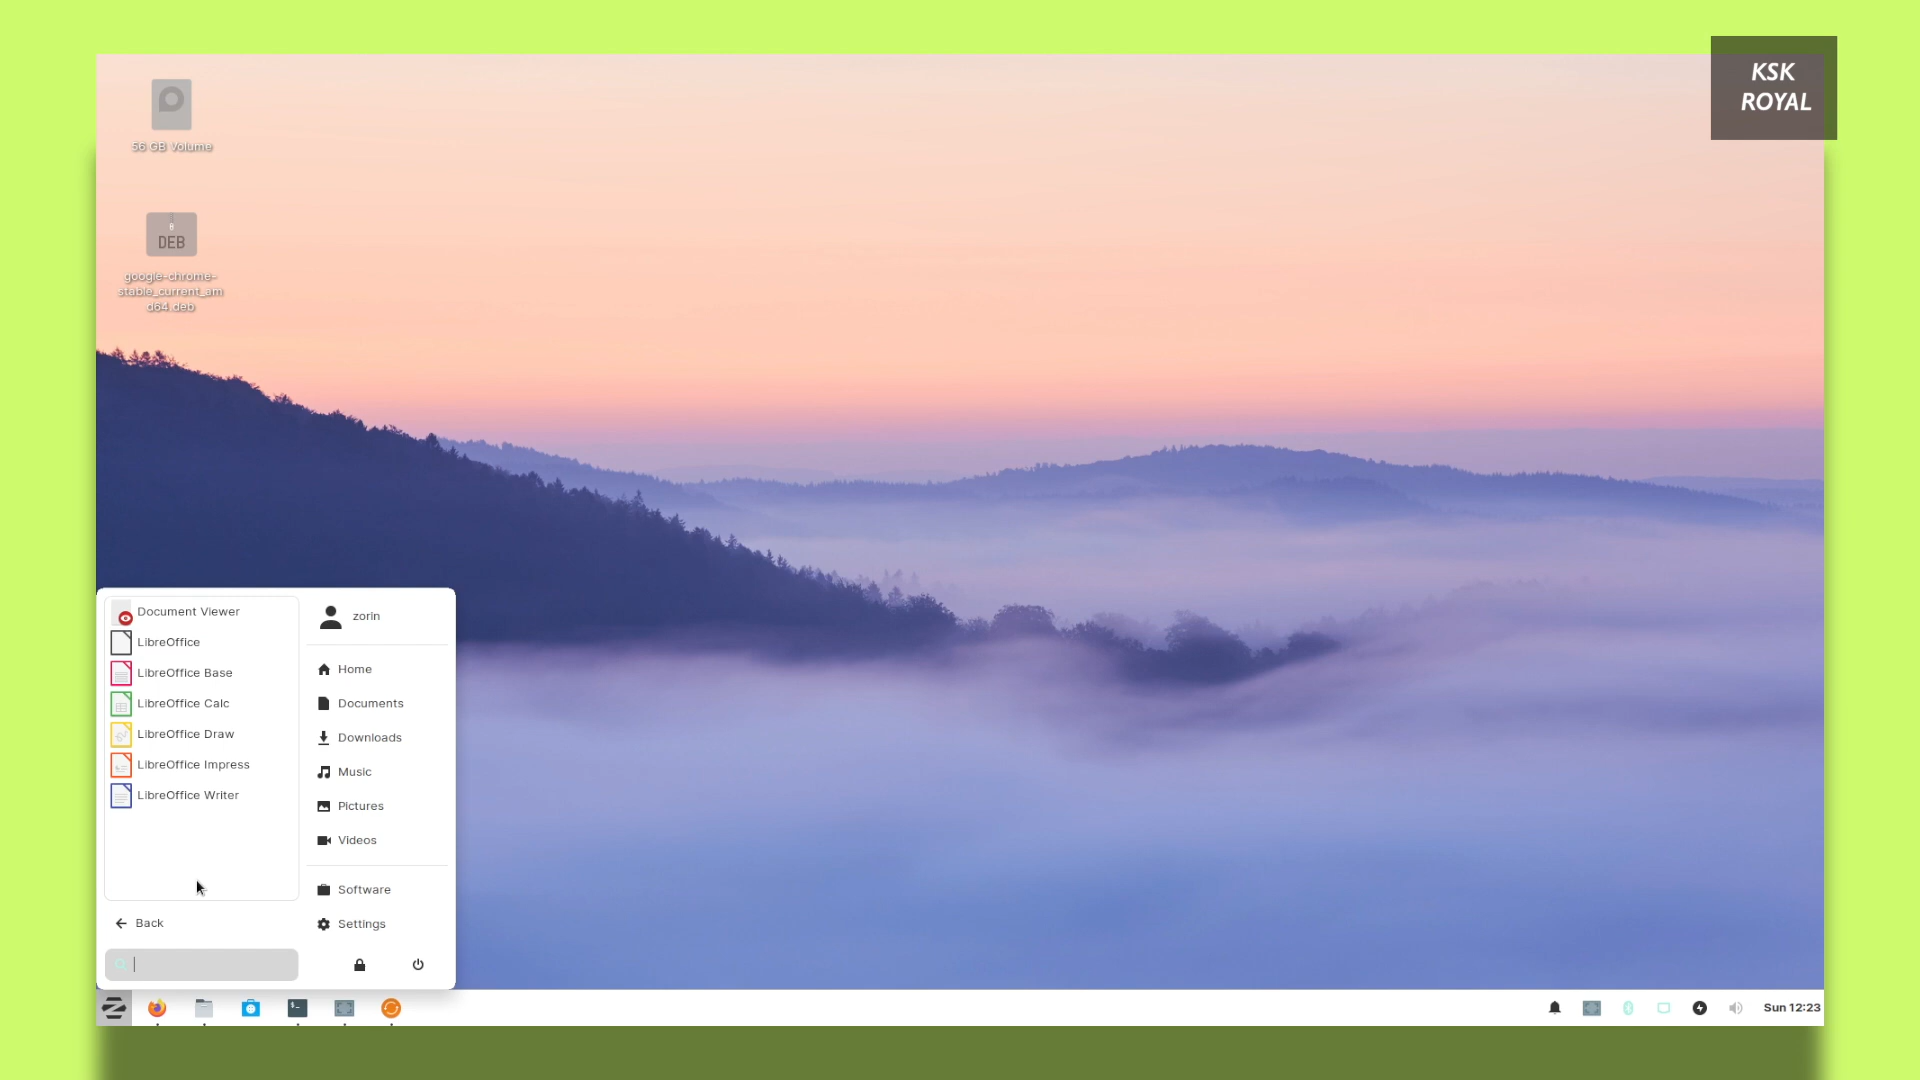 KSK
ROYAL
56 GB Volume
DEB
google-chrome-
stable_current_am
d64.deb
Document Viewer
LibreOffice
LibreOffice Base
LibreOffice Calc
LibreOffice Draw
LibreOffice Impress
LibreOffice Writer
Back
zorin
Home
Documents
Downloads
Music
Pictures
Videos
Software
Settings
Sun 12:23